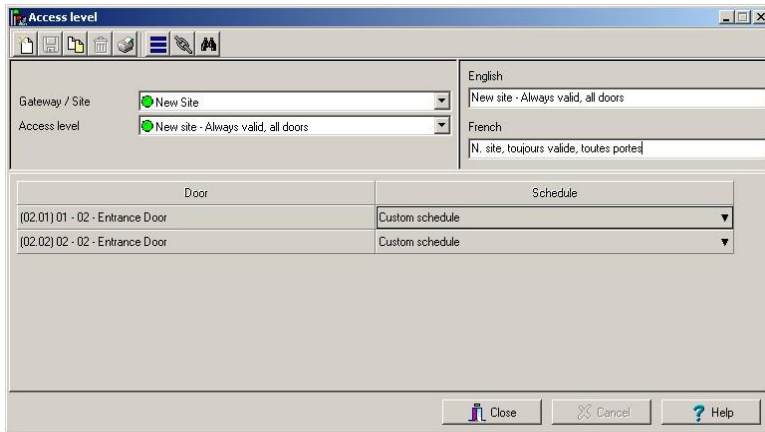 Access level
English
Gateway / Site New Site New site - Always valid, all doors
Access level New site - Always valid, all doors French
N. site, toujours valide, toutes portes
Door Schedule
(02.01) 01 - 02 - Entrance Door Custom schedule
(02.02) 02 - 02 - Entrance Door Custom schedule
Close Cancel Help